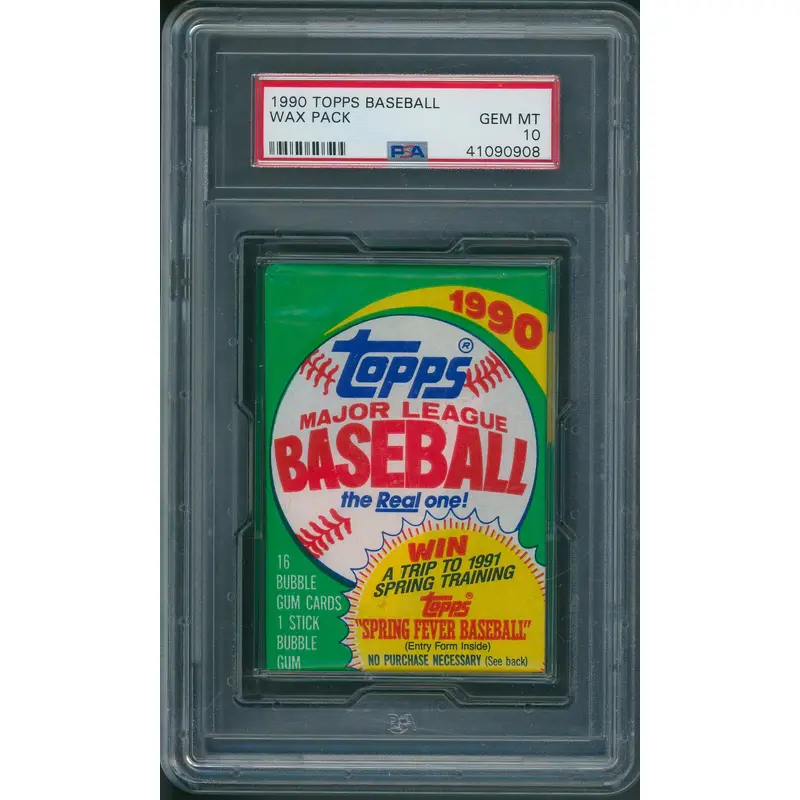 1990 TOPPS BASEBALL
WAX PACK
GEM MT
10
PSA
41090908
1990
TOPPS®
MAJOR LEAGUE
BASEBALL
the Real one!
16
BUBBLE
GUM CARDS
1 STICK
BUBBLE
GUM
WIN
A TRIP TO 1991
SPRING TRAINING
TOPPS®
"SPRING FEVER BASEBALL"
(Entry Form Inside)
NO PURCHASE NECESSARY (See back)
PSA